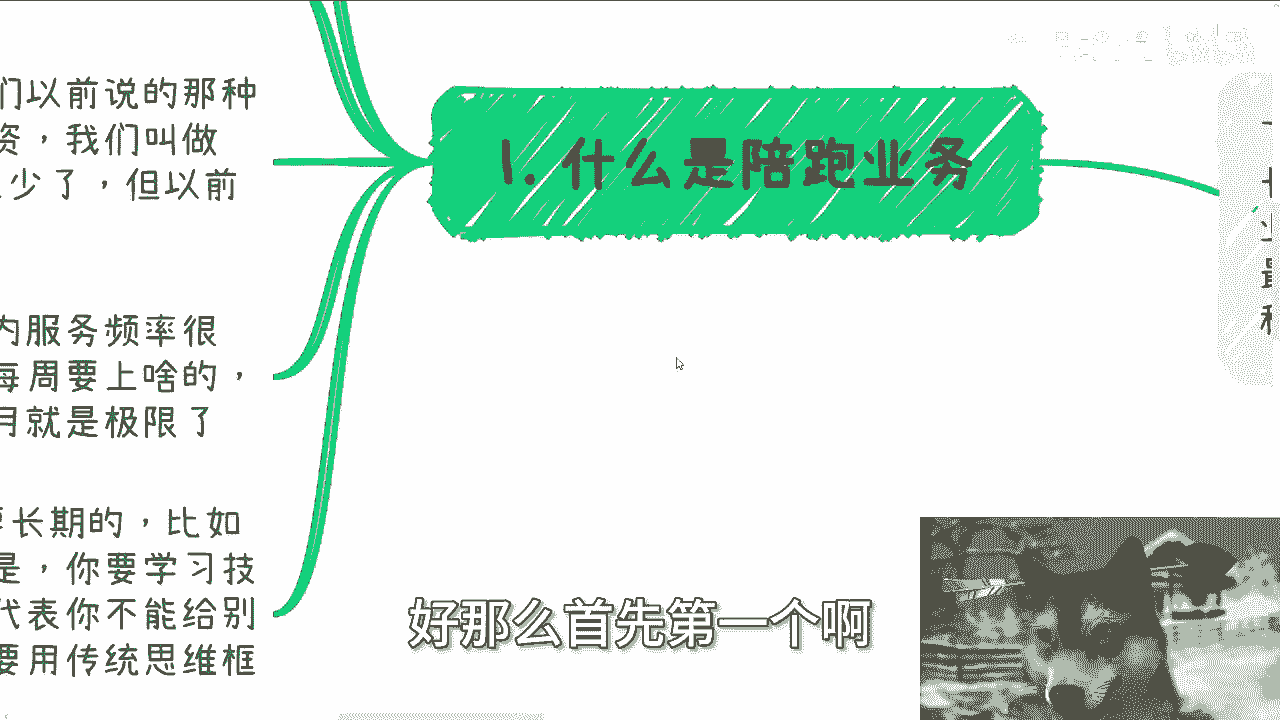 们以前说的那种
资，我们叫做
少了，但以前
内服务频率很
每周要上啥的，
月就是极限了
要长期的，比如
是，你要学习技
代表你不能给别
要用传统思维框
1. 什么是陪跑业务
好那么首先第一个啊